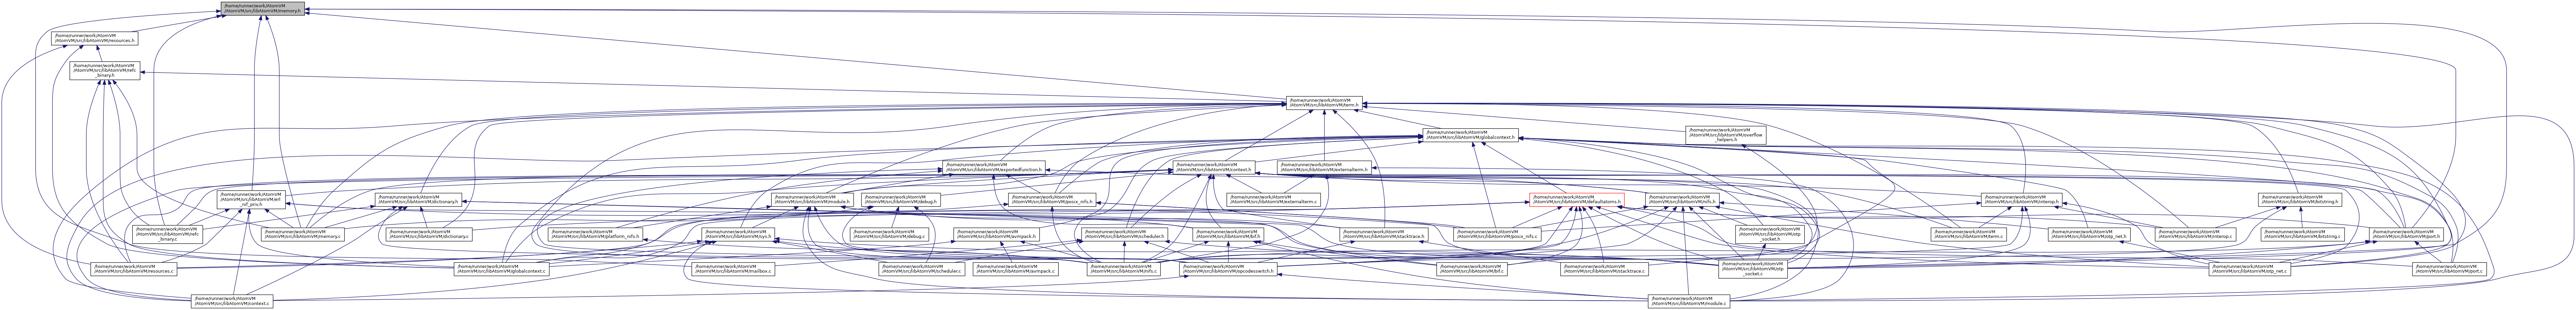 /home/runner/work/AtomVM
/AtomVM/src/libAtomVM/memory.h
/home/runner/work/AtomVM
/AtomVM/src/libAtomVM/resources.h
/home/runner/work/AtomVM
/AtomVM/src/libAtomVM/refc
_binary.h
/home/runner/work/AtomVM
/AtomVM/src/libAtomVM/term.h
/home/runner/work/AtomVM
/AtomVM/src/libAtomVM/globalcontext.h
/home/runner/work/AtomVM
/AtomVM/src/libAtomVM/overflow
_helpers.h
/home/runner/work/AtomVM
/AtomVM/src/libAtomVM/exportedfunction.h
/home/runner/work/AtomVM
/AtomVM/src/libAtomVM/context.h
/home/runner/work/AtomVM
/AtomVM/src/libAtomVM/externalterm.h
/home/runner/work/AtomVM
/AtomVM/src/libAtomVM/erl
_nif_priv.h
/home/runner/work/AtomVM
/AtomVM/src/libAtomVM/dictionary.h
/home/runner/work/AtomVM
/AtomVM/src/libAtomVM/module.h
/home/runner/work/AtomVM
/AtomVM/src/libAtomVM/debug.h
/home/runner/work/AtomVM
/AtomVM/src/libAtomVM/posix_nifs.h
/home/runner/work/AtomVM
/AtomVM/src/libAtomVM/externalterm.c
/home/runner/work/AtomVM
/AtomVM/src/libAtomVM/defaultatoms.h
/home/runner/work/AtomVM
/AtomVM/src/libAtomVM/nifs.h
/home/runner/work/AtomVM
/AtomVM/src/libAtomVM/interop.h
/home/runner/work/AtomVM
/AtomVM/src/libAtomVM/bitstring.h
/home/runner/work/AtomVM
/AtomVM/src/libAtomVM/refc
_binary.c
/home/runner/work/AtomVM
/AtomVM/src/libAtomVM/memory.c
/home/runner/work/AtomVM
/AtomVM/src/libAtomVM/dictionary.c
/home/runner/work/AtomVM
/AtomVM/src/libAtomVM/platform_nifs.h
/home/runner/work/AtomVM
/AtomVM/src/libAtomVM/sys.h
/home/runner/work/AtomVM
/AtomVM/src/libAtomVM/debug.c
/home/runner/work/AtomVM
/AtomVM/src/libAtomVM/avmpack.h
/home/runner/work/AtomVM
/AtomVM/src/libAtomVM/scheduler.h
/home/runner/work/AtomVM
/AtomVM/src/libAtomVM/bif.h
/home/runner/work/AtomVM
/AtomVM/src/libAtomVM/stacktrace.h
/home/runner/work/AtomVM
/AtomVM/src/libAtomVM/posix_nifs.c
/home/runner/work/AtomVM
/AtomVM/src/libAtomVM/otp
_socket.h
/home/runner/work/AtomVM
/AtomVM/src/libAtomVM/term.c
/home/runner/work/AtomVM
/AtomVM/src/libAtomVM/otp_net.h
/home/runner/work/AtomVM
/AtomVM/src/libAtomVM/interop.c
/home/runner/work/AtomVM
/AtomVM/src/libAtomVM/bitstring.c
/home/runner/work/AtomVM
/AtomVM/src/libAtomVM/port.h
/home/runner/work/AtomVM
/AtomVM/src/libAtomVM/resources.c
/home/runner/work/AtomVM
/AtomVM/src/libAtomVM/globalcontext.c
/home/runner/work/AtomVM
/AtomVM/src/libAtomVM/mailbox.c
/home/runner/work/AtomVM
/AtomVM/src/libAtomVM/scheduler.c
/home/runner/work/AtomVM
/AtomVM/src/libAtomVM/avmpack.c
/home/runner/work/AtomVM
/AtomVM/src/libAtomVM/nifs.c
/home/runner/work/AtomVM
/AtomVM/src/libAtomVM/opcodesswitch.h
/home/runner/work/AtomVM
/AtomVM/src/libAtomVM/bif.c
/home/runner/work/AtomVM
/AtomVM/src/libAtomVM/stacktrace.c
/home/runner/work/AtomVM
/AtomVM/src/libAtomVM/otp
_socket.c
/home/runner/work/AtomVM
/AtomVM/src/libAtomVM/otp_net.c
/home/runner/work/AtomVM
/AtomVM/src/libAtomVM/port.c
/home/runner/work/AtomVM
/AtomVM/src/libAtomVM/context.c
/home/runner/work/AtomVM
/AtomVM/src/libAtomVM/module.c